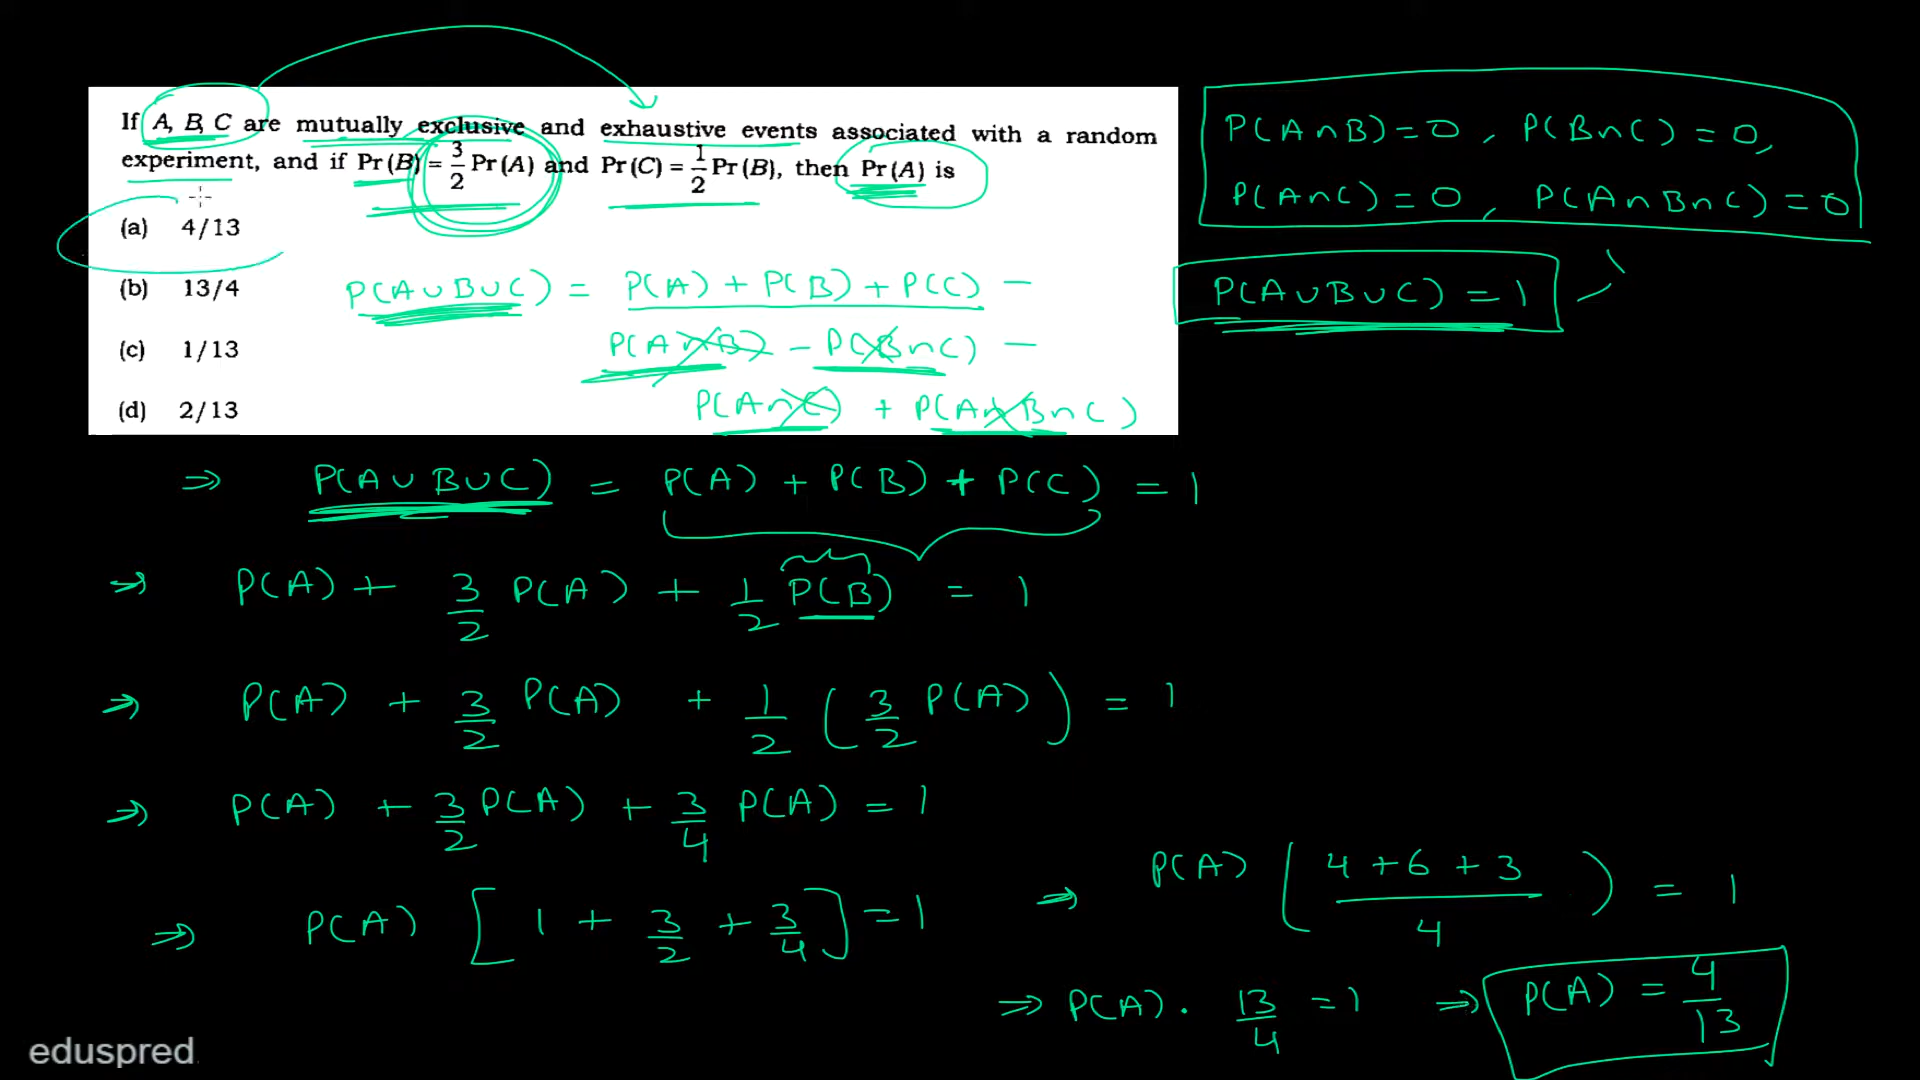 If A, B, C are mutually exclusive and exhaustive events associated with a random
experiment, and if Pr(B) = 3/2 Pr(A) and Pr(C) = 1/2 Pr(B), then Pr(A) is
(a) 4/13
(b) 13/4
(c) 1/13
(d) 2/13
P(A∩B)=0, P(B∩C)=0,
P(A∩C)=0, P(A∩B∩C)=0
P(A∪B∪C)=1
P(A∪B∪C) = P(A) + P(B) + P(C) −
P(A∩B) − P(B∩C) −
P(A∩C) + P(A∩B∩C)
⇒ P(A∪B∪C) = P(A) + P(B) + P(C) = 1
⇒ P(A) + 3/2 P(A) + 1/2 P(B) = 1
⇒ P(A) + 3/2 P(A) + 1/2 (3/2 P(A)) = 1
⇒ P(A) + 3/2 P(A) + 3/4 P(A) = 1
⇒ P(A) [1 + 3/2 + 3/4] = 1
⇒ P(A) (4+6+3/4) = 1
⇒ P(A). 13/4 = 1 ⇒ P(A) = 4/13
eduspred